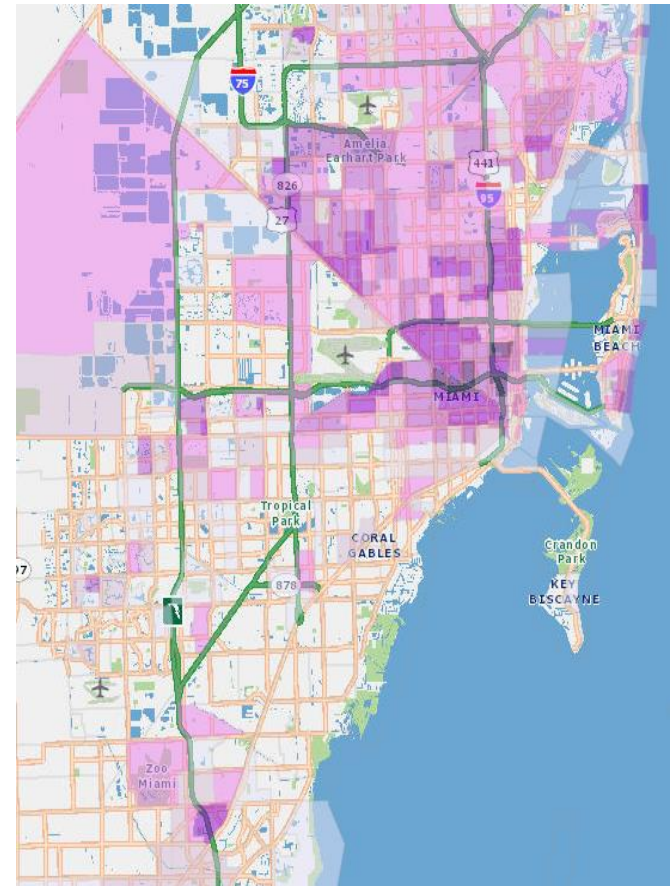 75
Amelia
Earhart Park
441
826
95
27
MIAMI
BEACH
MIAMI
Tropical
Park
CORAL
GABLES
Crandon
Park
97
878
KEY
BISCAYNE
Zoo
Miami